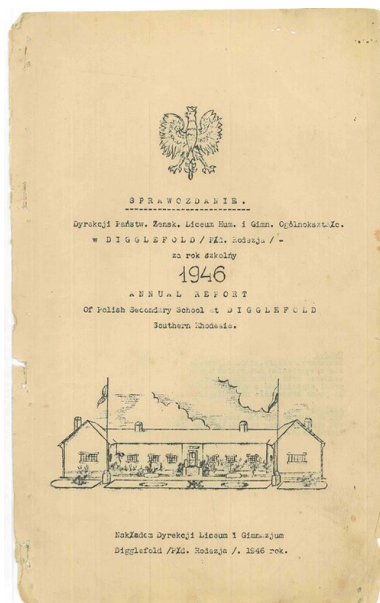 SPRAWOZDANIE.
Dyrekcji Państw. Żensk. Liceum Hum. i Gimn. Ogólnokształc.
w DIGGLEFOLD /Płd. Rodezja/ -
za rok szkolny
1946
ANNUAL REPORT
Of Polish Secondary School at DIGGLEFOLD
Southern Rhodesia.
Nakładem Dyrekcji Liceum i Gimnazjum
Digglefold /Płd. Rodezja /. 1946 rok.